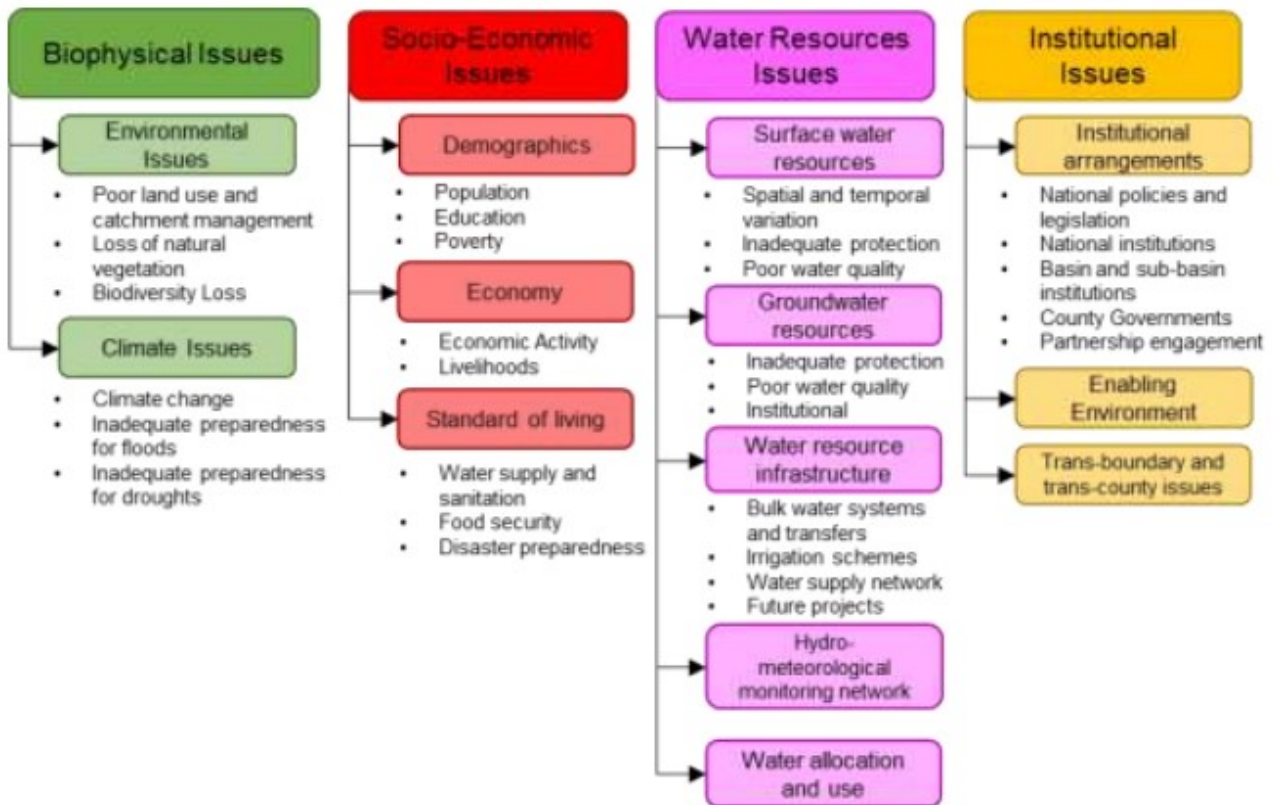 Biophysical Issues
Environmental
Issues
• Poor land use and
catchment management
• Loss of natural
vegetation
• Biodiversity Loss
Climate Issues
• Climate change
• Inadequate preparedness
for floods
• Inadequate preparedness
for droughts
Socio-Economic
Issues
Demographics
• Population
• Education
• Poverty
Economy
• Economic Activity
• Livelihoods
Standard of living
• Water supply and
sanitation
• Food security
• Disaster preparedness
Water Resources
Issues
Surface water
resources
• Spatial and temporal
variation
• Inadequate protection
• Poor water quality
Groundwater
resources
• Inadequate protection
• Poor water quality
• Institutional
Water resource
infrastructure
• Bulk water systems
and transfers
• Irrigation schemes
• Water supply network
• Future projects
Hydro-
meteorological
monitoring network
Water allocation
and use
Institutional
Issues
Institutional
arrangements
• National policies and
legislation
• National institutions
• Basin and sub-basin
institutions
• County Governments
• Partnership engagement
Enabling
Environment
Trans-boundary and
trans-county issues